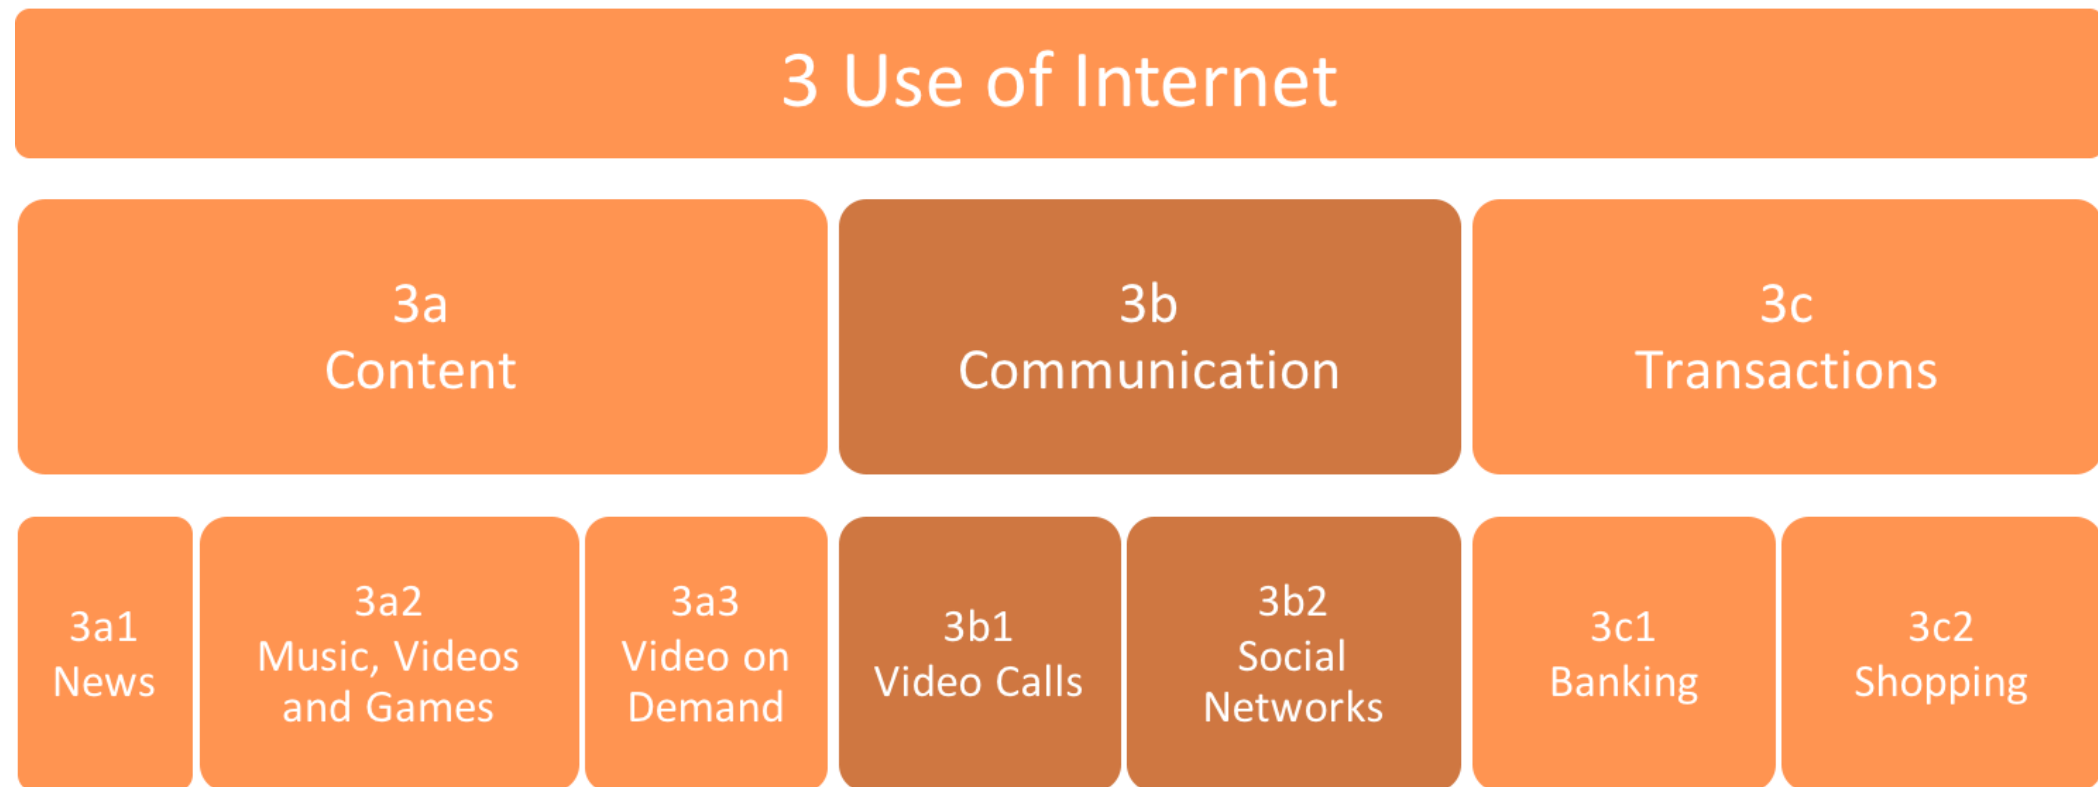 3 Use of Internet
3a
Content
3b
Communication
3c
Transactions
3a1
News
3a2
Music, Videos
and Games
3a3
Video on
Demand
3b1
Video Calls
3b2
Social
Networks
3c1
Banking
3c2
Shopping